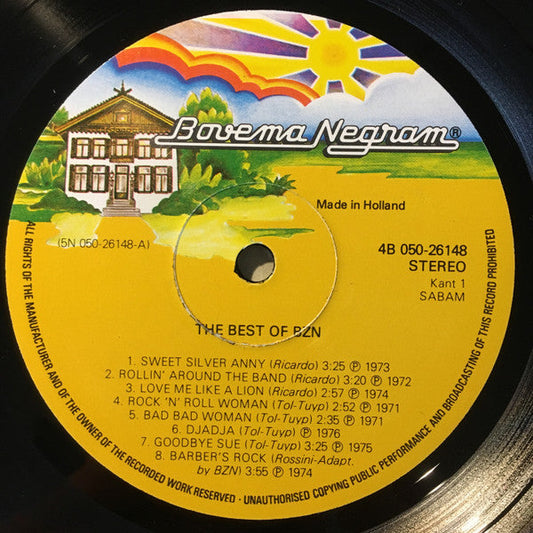 Bovema Negram®
Made in Holland
(5N 050-26148-A)
4B 050-26148
STEREO
Kant 1
SABAM
THE BEST OF BZN
1. SWEET SILVER ANNY (Ricardo) 3:25 ℗ 1973
2. ROLLIN' AROUND THE BAND (Ricardo) 3:20 ℗ 1972
3. LOVE ME LIKE A LION (Ricardo) 2:57 ℗ 1974
4. ROCK 'N' ROLL WOMAN (Tol-Tuyp) 2:52 ℗ 1971
5. BAD BAD WOMAN (Tol-Tuyp) 2:35 ℗ 1971
6. DJADJA (Tol-Tuyp) ℗ 1976
7. GOODBYE SUE (Tol-Tuyp) 3:25 ℗ 1975
8. BARBER'S ROCK (Rossini-Adapt.
by BZN) 3:55 ℗ 1974
ALL RIGHTS OF THE MANUFACTURER AND OF THE OWNER OF THE RECORDED WORK RESERVED · UNAUTHORISED COPYING PUBLIC PERFORMANCE AND BROADCASTING OF THIS RECORD PROHIBITED